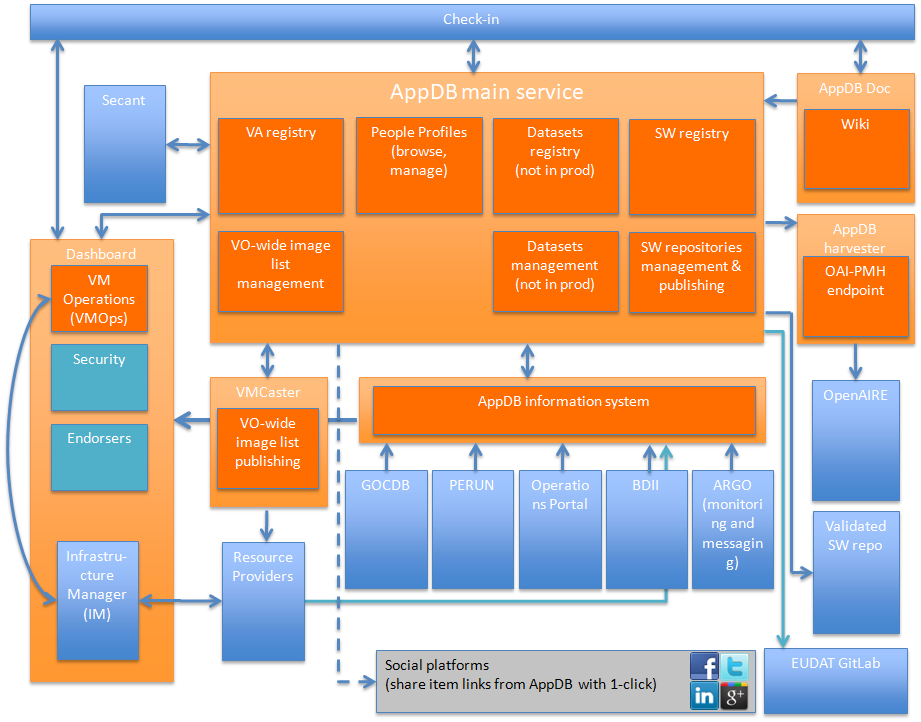 Check-in
Secant
AppDB main service
AppDB Doc
VA registry
People Profiles
(browse,
manage)
Datasets
registry
(not in prod)
SW registry
Wiki
VO-wide image
list
management
Datasets
management
(not in prod)
SW repositories
management &
publishing
AppDB
harvester
OAI-PMH
endpoint
Dashboard
VM
Operations
(VMOps)
Security
Endorsers
Infrastru-
cture
Manager
(IM)
VMCaster
VO-wide
image list
publishing
AppDB information system
OpenAIRE
GOCDB
PERUN
Operatio
ns Portal
BDII
ARGO
(monitori
ng and
messagin
g)
Validated
SW repo
Resource
Providers
Social platforms
(share item links from AppDB with 1-click)
f
t
in
g+
EUDAT GitLab